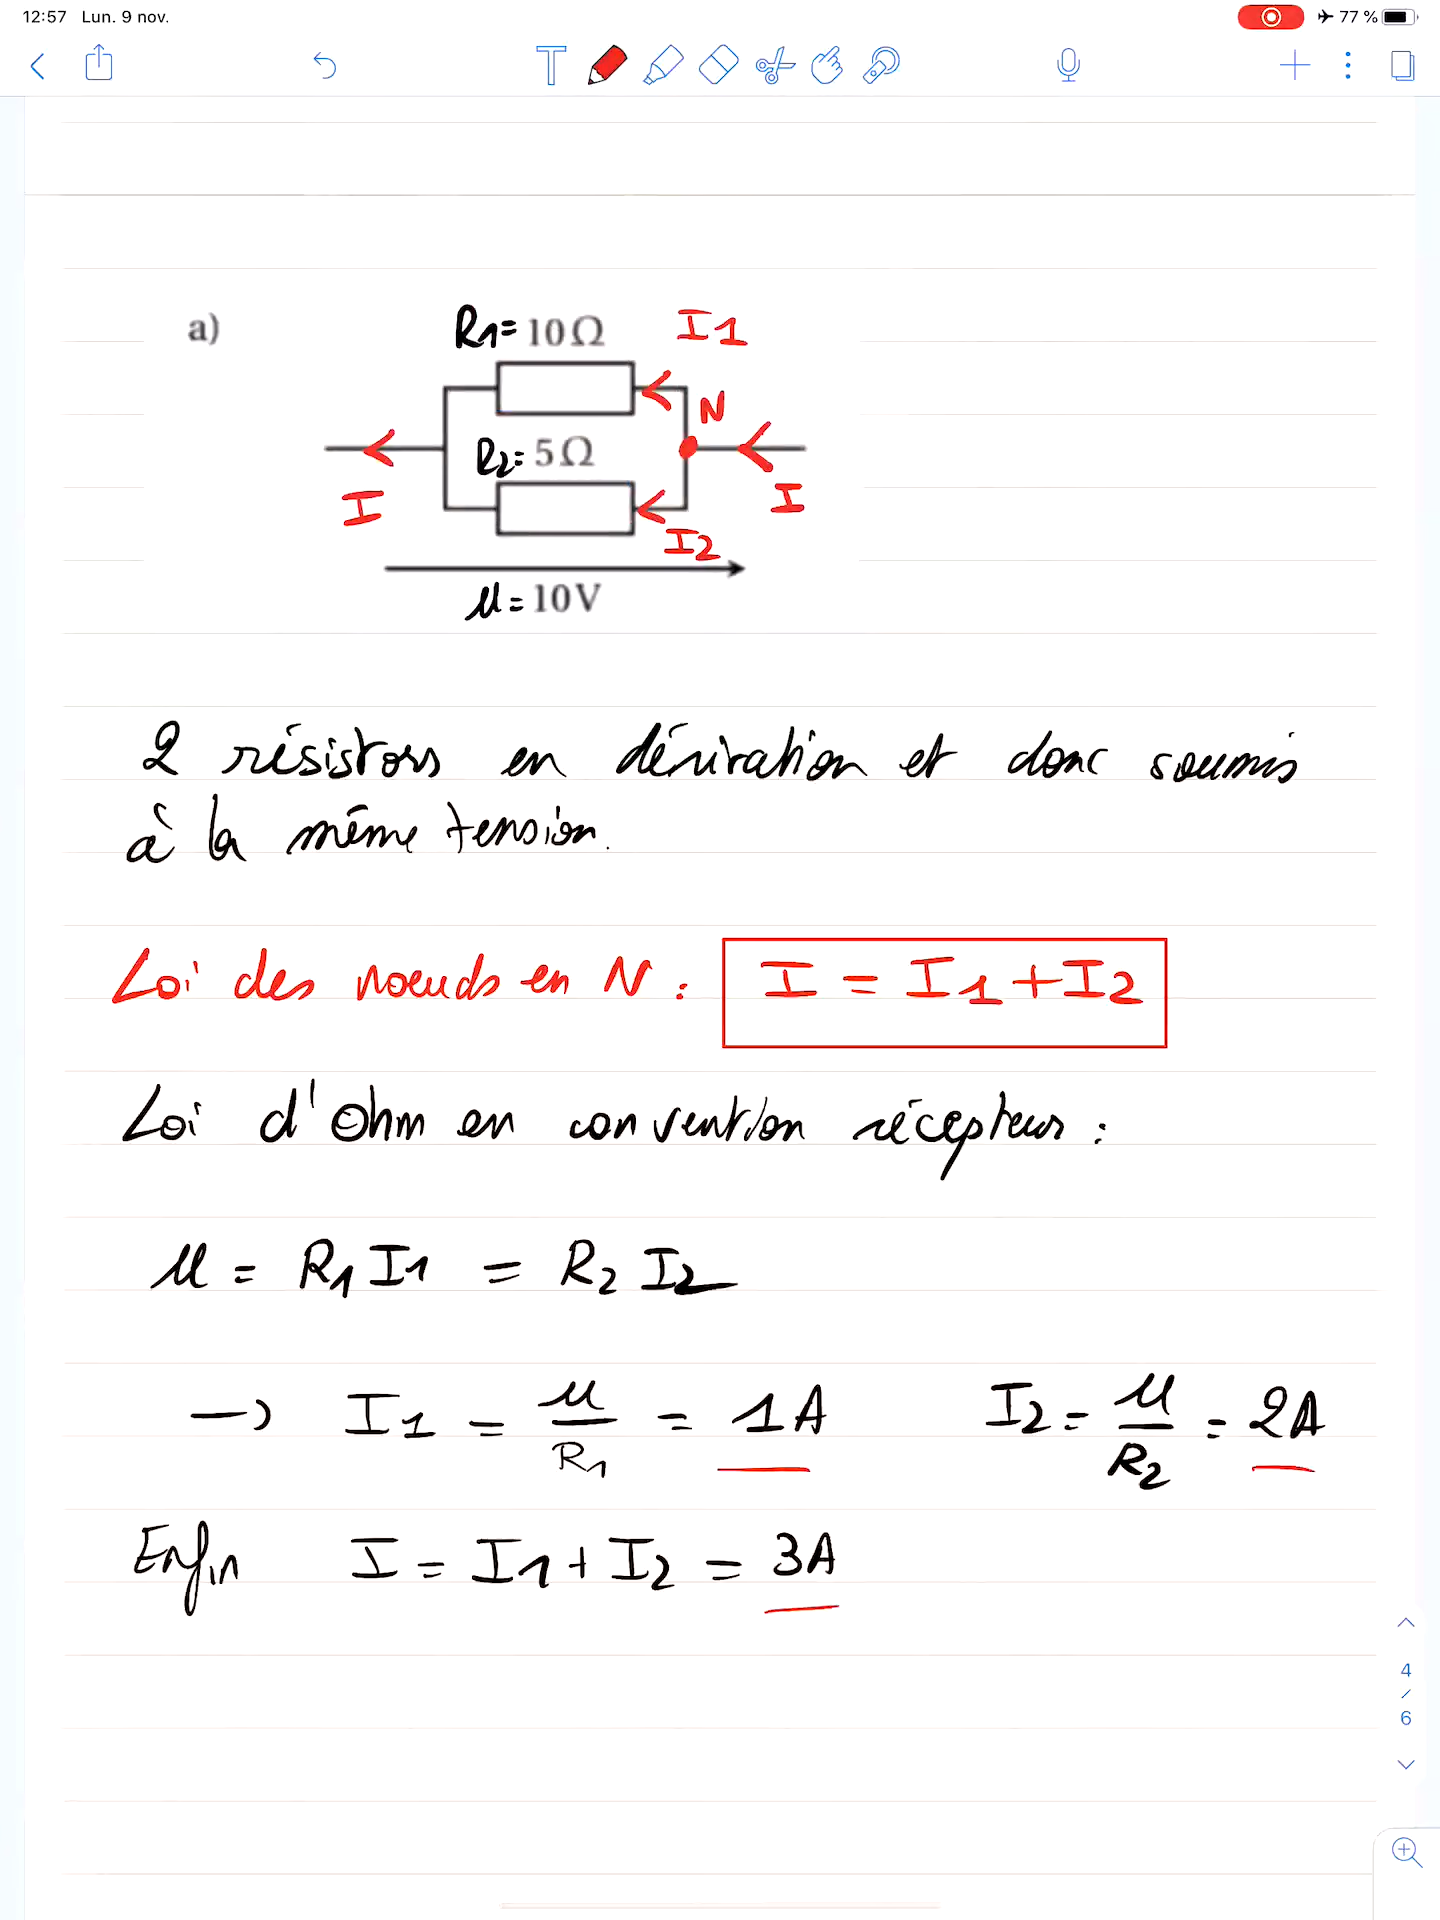 12:57 Lun. 9 nov. 77 %
a) R1= 10 Ω I1
N
R2= 5 Ω
I I
I2
U = 10V
2 résistors en dérivation et donc soumis
à la même tension.
Loi des noeuds en N : I = I1 + I2
Loi d'Ohm en convention récepteur :
U = R1 I1 = R2 I2
→ I1 = U/R1 = 1A I2 = U/R2 = 2A
Enfin I = I1 + I2 = 3A
4
/
6